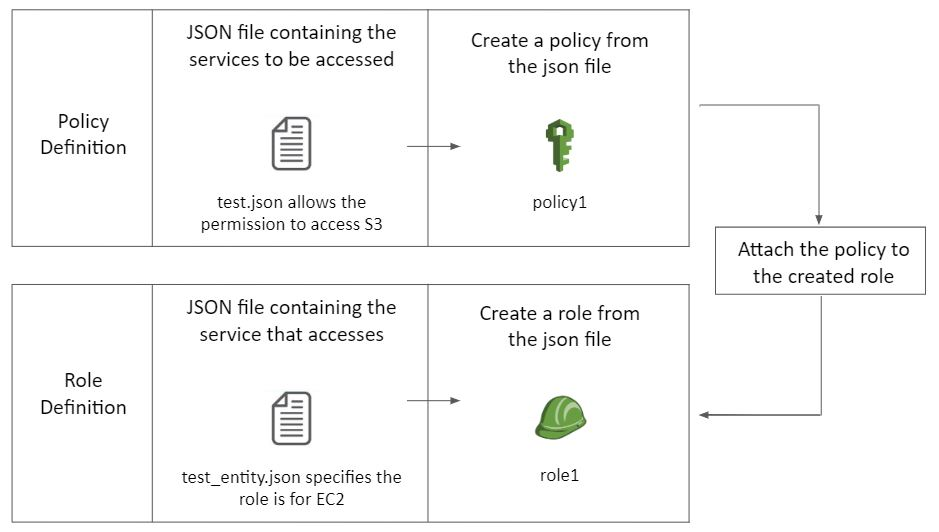 Policy
Definition
JSON file containing the
services to be accessed
test.json allows the
permission to access S3
Create a policy from
the json file
policy1
Attach the policy to
the created role
Role
Definition
JSON file containing the
service that accesses
test_entity.json specifies the
role is for EC2
Create a role from
the json file
role1